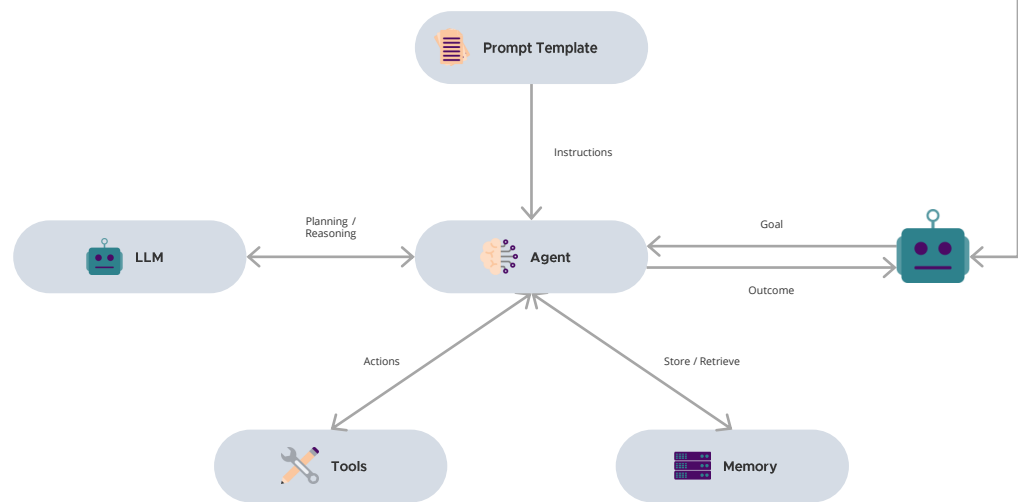 Prompt Template
Instructions
Planning /
Reasoning
Goal
LLM
Agent
Outcome
Actions
Store / Retrieve
Tools
Memory